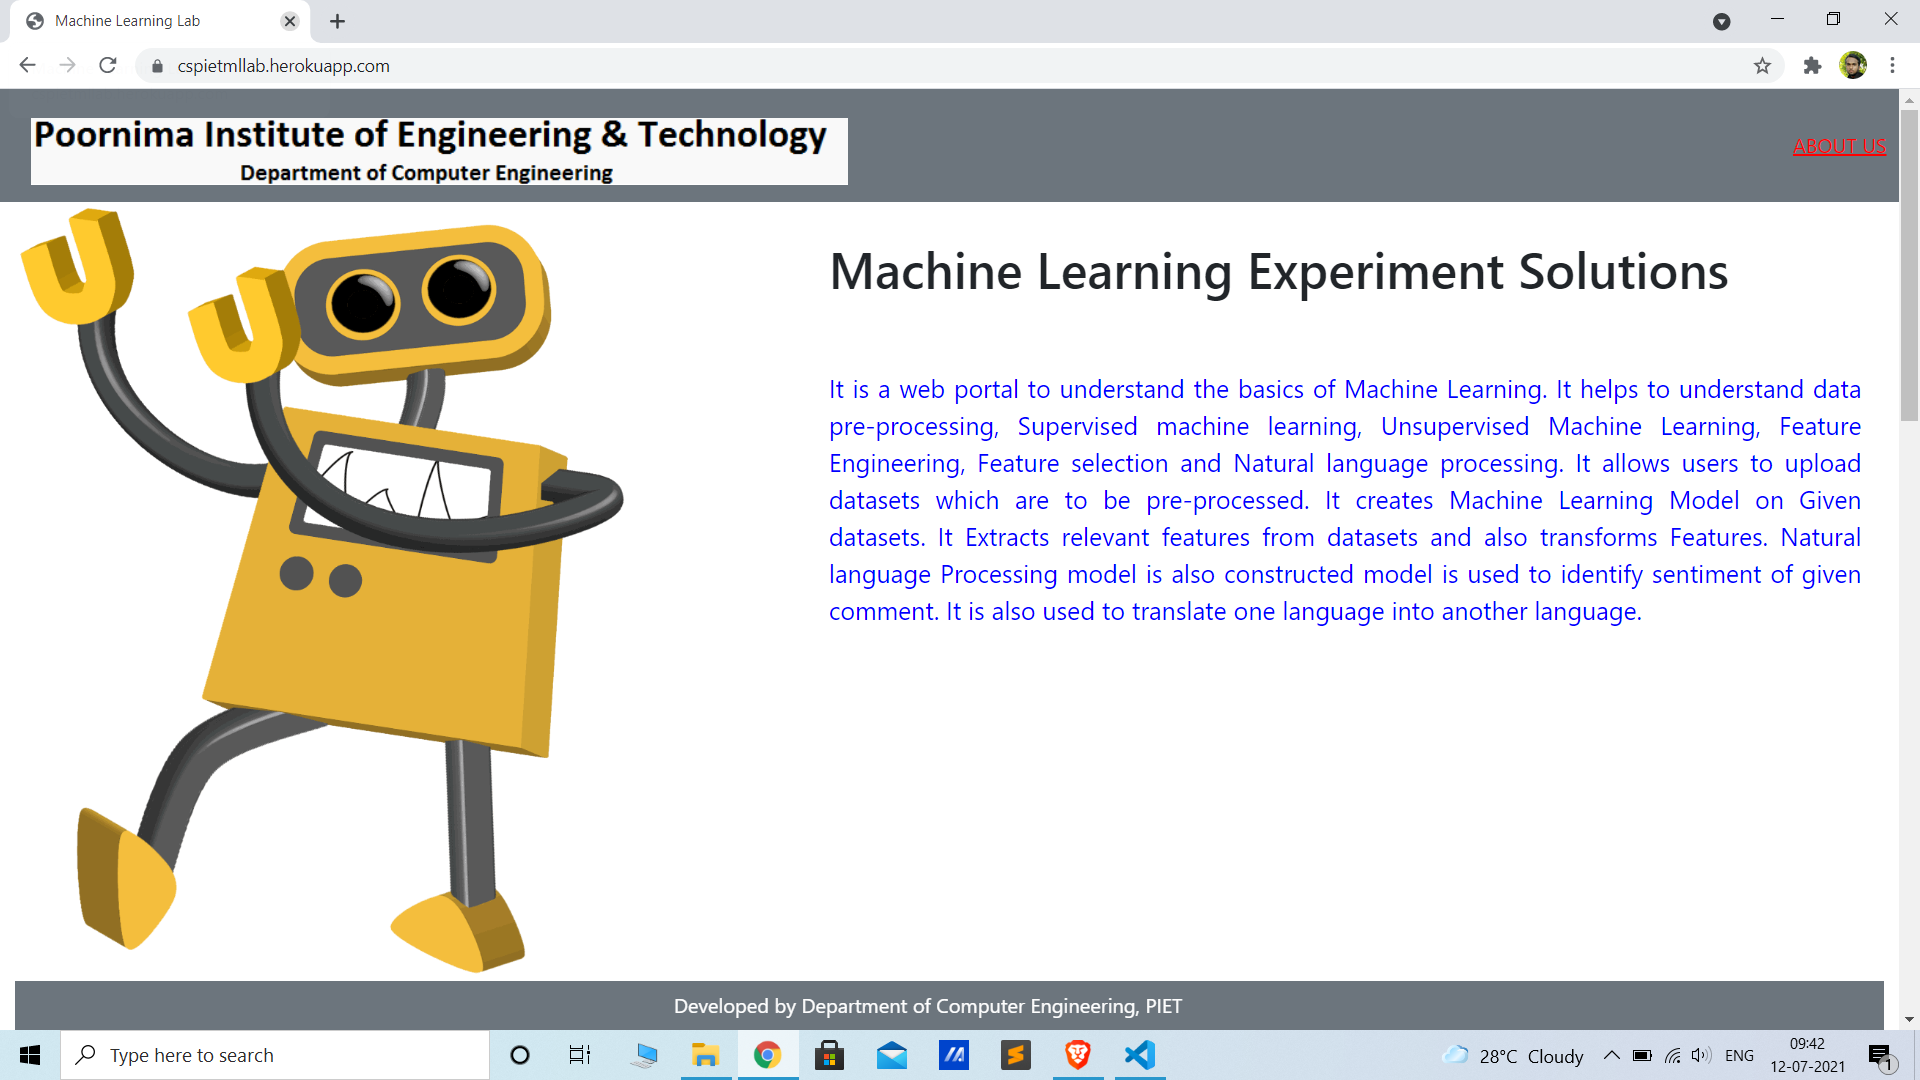 Machine Learning Lab
cspietmllab.herokuapp.com
Poornima Institute of Engineering & Technology
Department of Computer Engineering
ABOUT US
Machine Learning Experiment Solutions
It is a web portal to understand the basics of Machine Learning. It helps to understand data
pre-processing, Supervised machine learning, Unsupervised Machine Learning, Feature
Engineering, Feature selection and Natural language processing. It allows users to upload
datasets which are to be pre-processed. It creates Machine Learning Model on Given
datasets. It Extracts relevant features from datasets and also transforms Features. Natural
language Processing model is also constructed model is used to identify sentiment of given
comment. It is also used to translate one language into another language.
Developed by Department of Computer Engineering, PIET
Type here to search
28°C Cloudy
ENG
09:42
12-07-2021
1